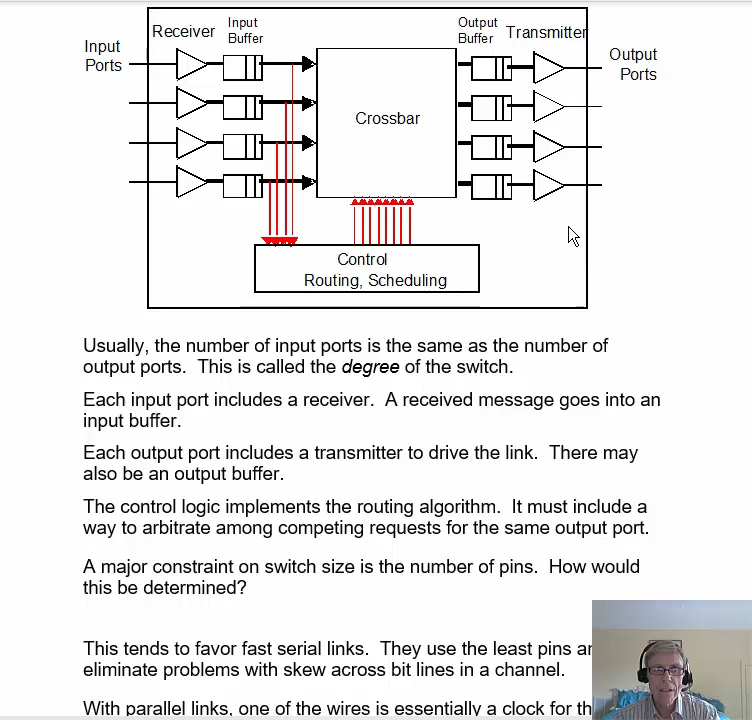 Input
Ports
Receiver
Input
Buffer
Output
Buffer
Transmitter
Output
Ports
Crossbar
Control
Routing, Scheduling
Usually, the number of input ports is the same as the number of
output ports. This is called the degree of the switch.
Each input port includes a receiver. A received message goes into an
input buffer.
Each output port includes a transmitter to drive the link. There may
also be an output buffer.
The control logic implements the routing algorithm. It must include a
way to arbitrate among competing requests for the same output port.
A major constraint on switch size is the number of pins. How would
this be determined?
This tends to favor fast serial links. They use the least pins
eliminate problems with skew across bit lines in a channel.
With parallel links, one of the wires is essentially a clock for